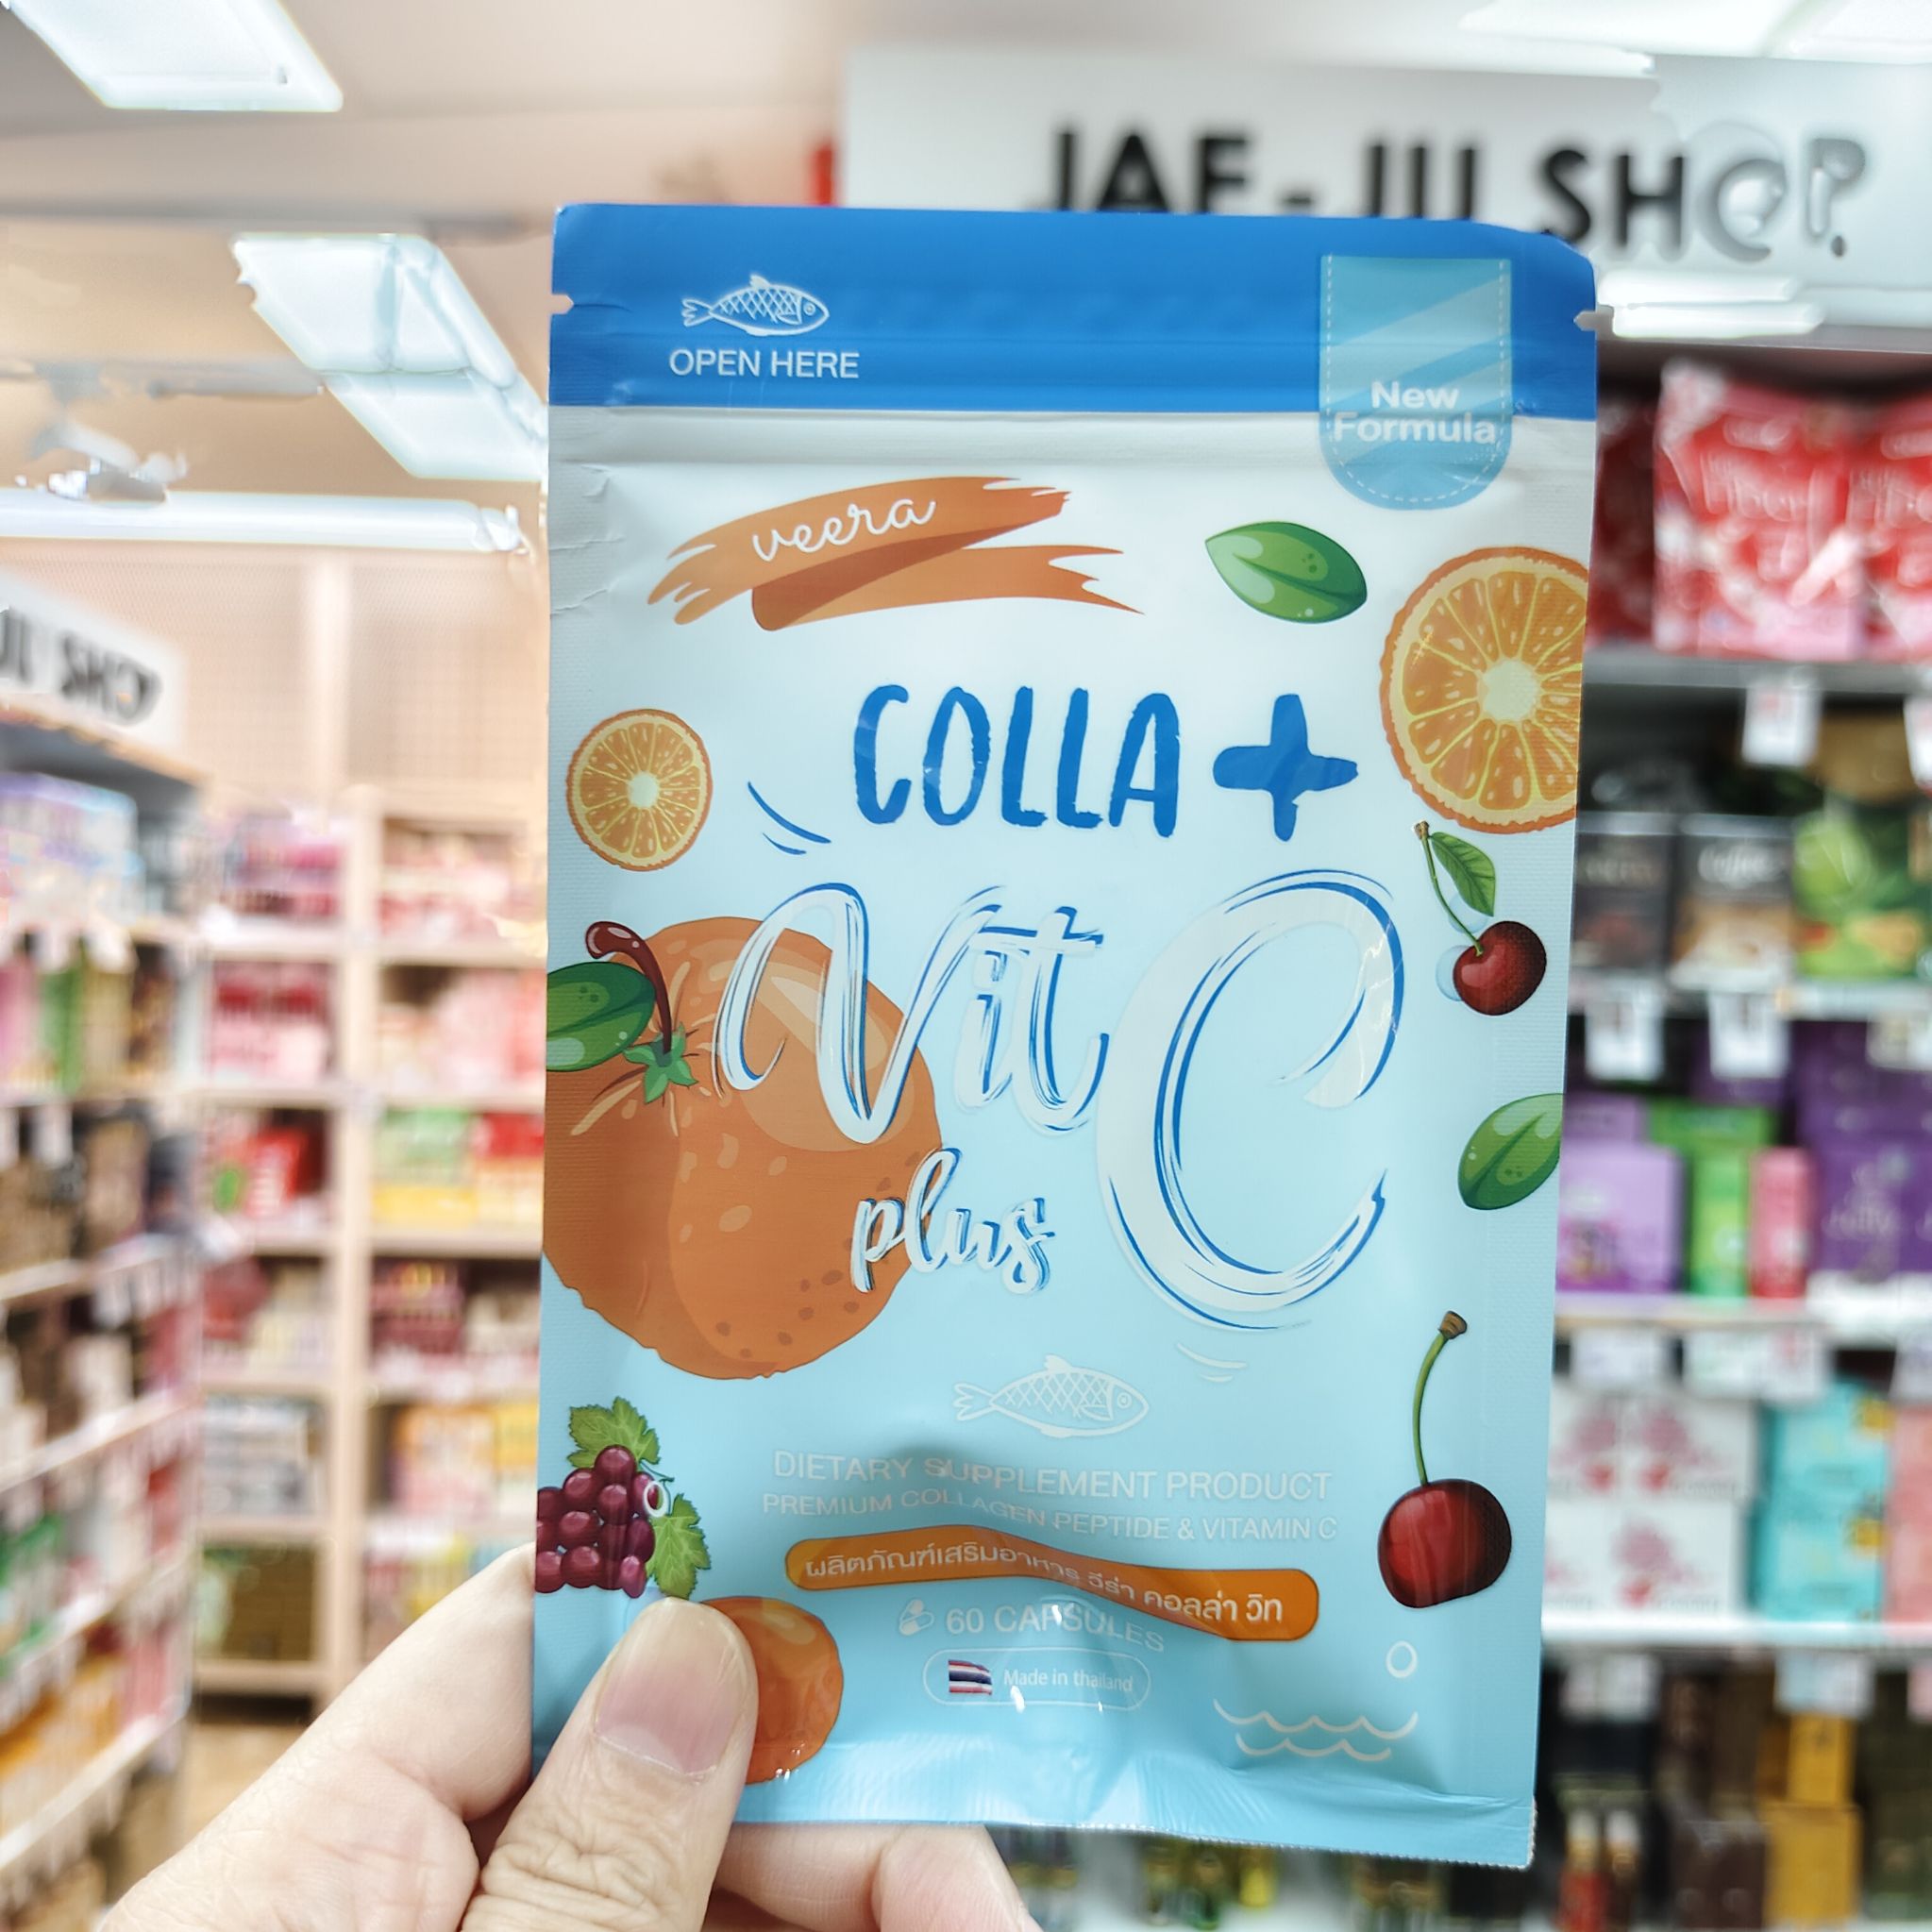 JAE-JU SHOP.
OPEN HERE
New
Formula
veera
COLLA+
Vit C
plus
DIETARY SUPPLEMENT PRODUCT
PREMIUM COLLAGEN PEPTIDE & VITAMIN C
ผลิตภัณฑ์เสริมอาหาร วีร่า คอลล่า วิท
60 CAPSULES
Made in thailand
SHOP
Coffee